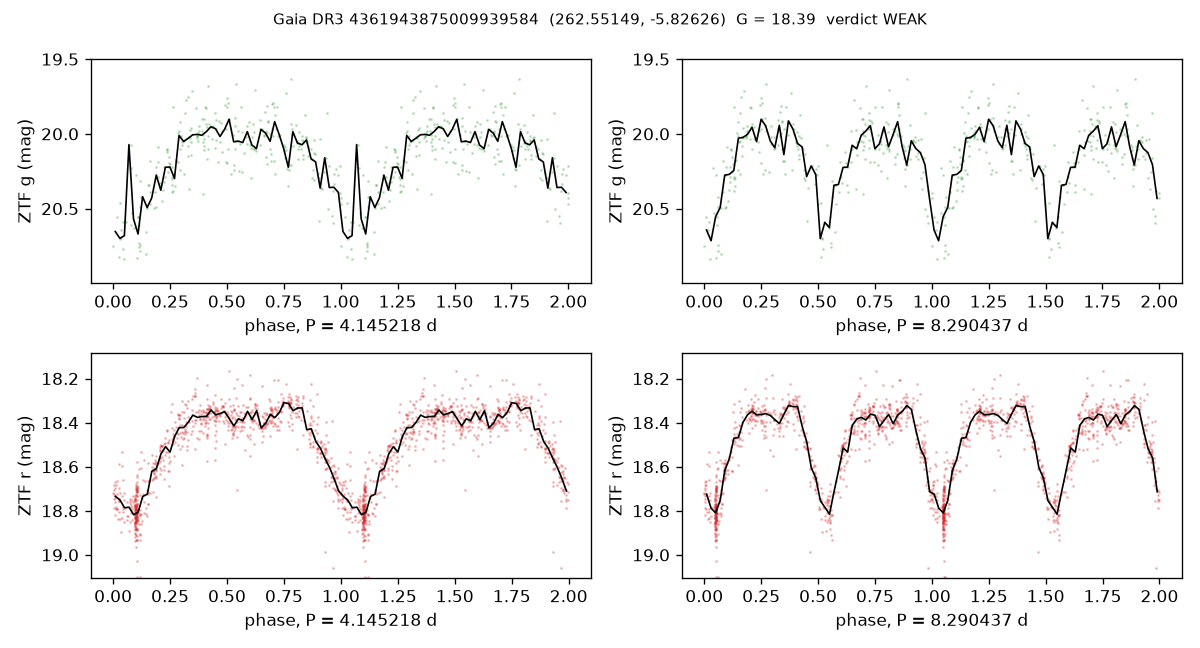 Gaia DR3 4361943875009939584 (262.55149, -5.82626) G = 18.39 verdict WEAK
19.5
20.0
20.5
ZTF g (mag)
0.00 0.25 0.50 0.75 1.00 1.25 1.50 1.75 2.00
phase, P = 4.145218 d
19.5
20.0
20.5
ZTF g (mag)
0.00 0.25 0.50 0.75 1.00 1.25 1.50 1.75 2.00
phase, P = 8.290437 d
18.2
18.4
18.6
18.8
19.0
ZTF r (mag)
0.00 0.25 0.50 0.75 1.00 1.25 1.50 1.75 2.00
phase, P = 4.145218 d
18.2
18.4
18.6
18.8
19.0
ZTF r (mag)
0.00 0.25 0.50 0.75 1.00 1.25 1.50 1.75 2.00
phase, P = 8.290437 d